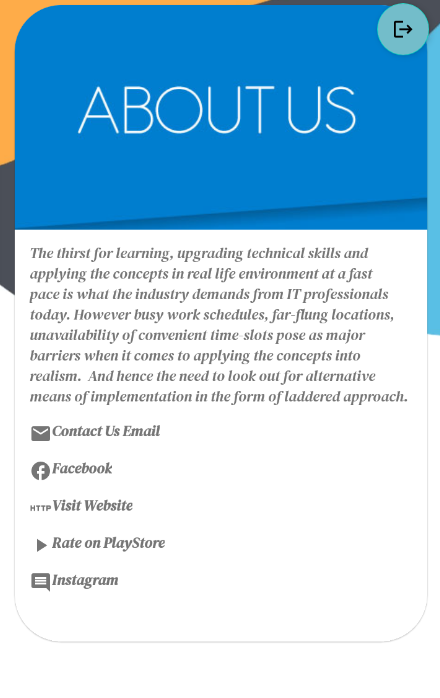 ABOUT US
The thirst for learning, upgrading technical skills and
applying the concepts in real life environment at a fast
pace is what the industry demands from IT professionals
today. However busy work schedules, far-flung locations,
unavailability of convenient time-slots pose as major
barriers when it comes to applying the concepts into
realism.  And hence the need to look out for alternative
means of implementation in the form of laddered approach.
Contact Us Email
Facebook
HTTP Visit Website
Rate on PlayStore
Instagram